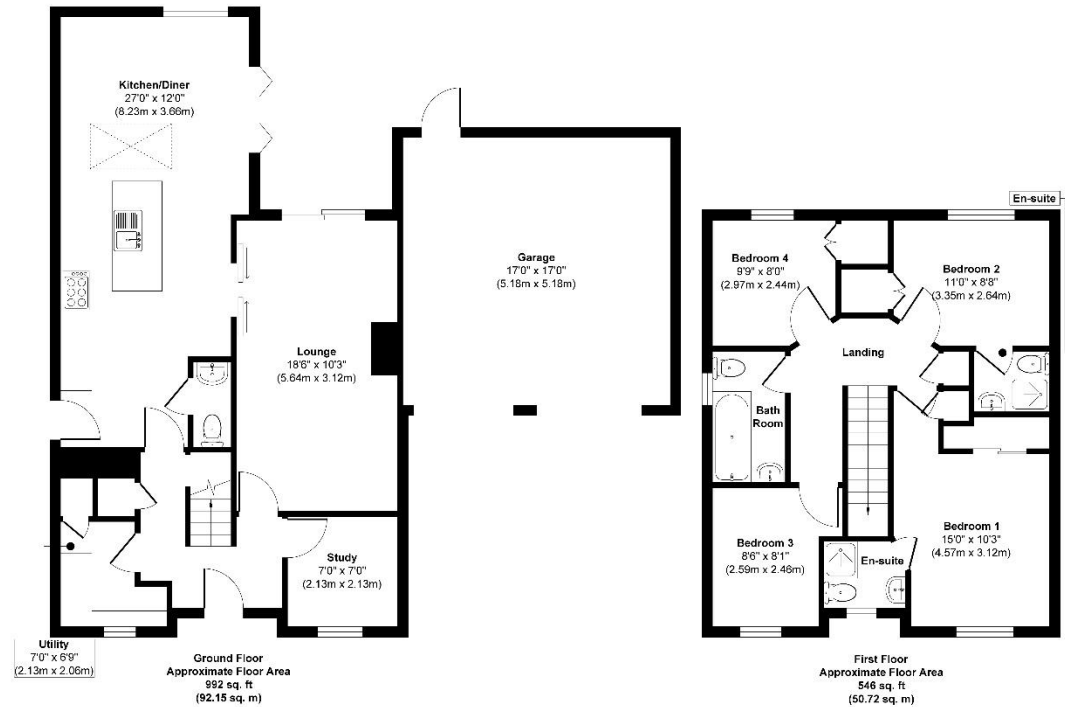 Kitchen/Diner
27'0" x 12'0"
(8.23m x 3.66m)
Garage
17'0" x 17'0"
(5.18m x 5.18m)
Lounge
18'6" x 10'3"
(5.64m x 3.12m)
Study
7'0" x 7'0"
(2.13m x 2.13m)
Utility
7'0" x 6'9"
(2.13m x 2.06m)
Ground Floor
Approximate Floor Area
992 sq. ft
(92.15 sq. m)
En-suite
Bedroom 4
9'9" x 8'0"
(2.97m x 2.44m)
Bedroom 2
11'0" x 8'8"
(3.35m x 2.64m)
Landing
Bath
Room
Bedroom 3
8'6" x 8'1"
(2.59m x 2.46m)
En-suite
Bedroom 1
15'0" x 10'3"
(4.57m x 3.12m)
First Floor
Approximate Floor Area
546 sq. ft
(50.72 sq. m)